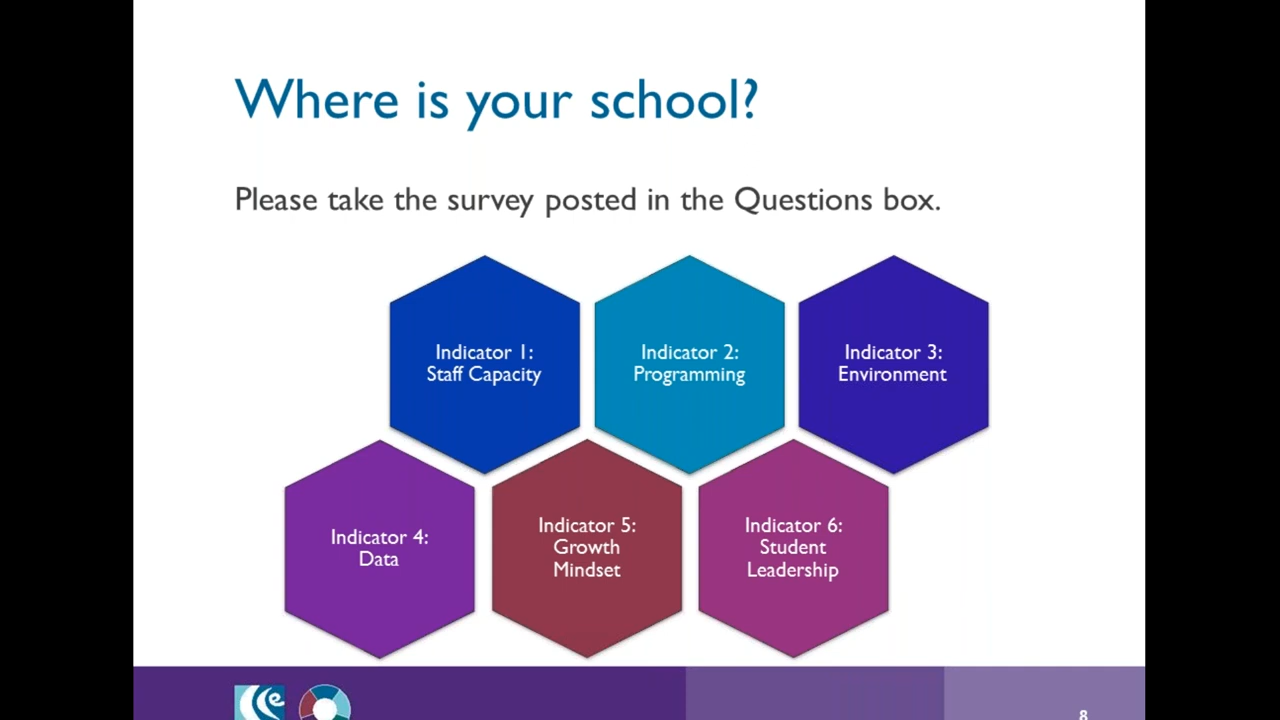 Where is your school?
Please take the survey posted in the Questions box.
Indicator 1:
Staff Capacity
Indicator 2:
Programming
Indicator 3:
Environment
Indicator 4:
Data
Indicator 5:
Growth
Mindset
Indicator 6:
Student
Leadership
8